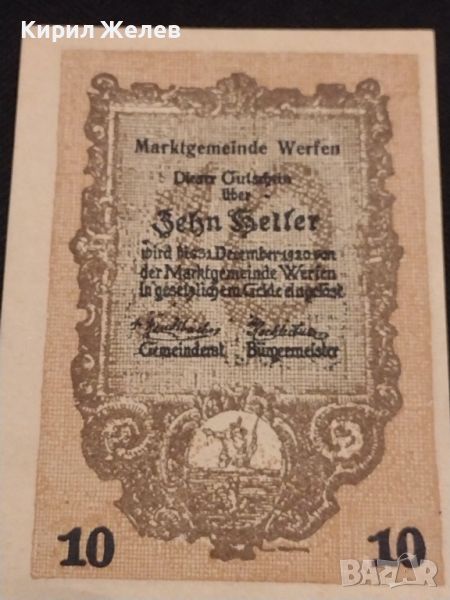 Кирил Желев
Marktgemeinde Werfen
Dieser Gutschein
über
Zehn Heller
wird bis 31 Dezember 1920 von
der Marktgemeinde Werfen
in gesetzlichem Gelde eingelöst
Gemeinderat Bürgermeister
10 10
BAZAR